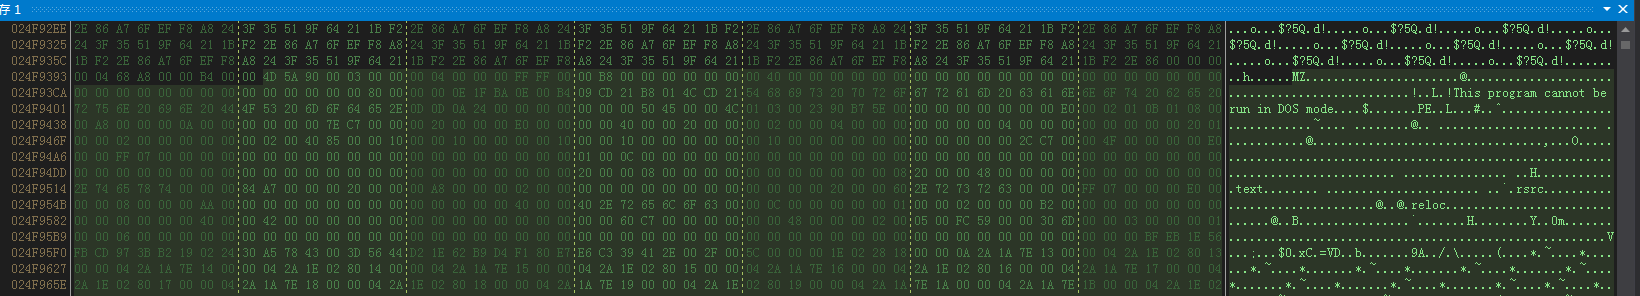 存 1
024F92EE 2E 86 A7 6F EF F8 A8 24 3F 35 51 9F 64 21 1B F2 2E 86 A7 6F EF F8 A8 24 3F 35 51 9F 64 21 1B F2 2E 86 A7 6F EF F8 A8 24 3F 35 51 9F 64 21 1B F2 2E 86 A7 6F EF F8 A8 ...o...$?5Q.d!.....o...$?5Q.d!.....o...$?5Q.d!.....o...
024F9325 24 3F 35 51 9F 64 21 1B F2 2E 86 A7 6F EF F8 A8 24 3F 35 51 9F 64 21 1B F2 2E 86 A7 6F EF F8 A8 24 3F 35 51 9F 64 21 1B F2 2E 86 A7 6F EF F8 A8 24 3F 35 51 9F 64 21 $?5Q.d!.....o...$?5Q.d!.....o...$?5Q.d!.....o...$?5Q.d!
024F935C 1B F2 2E 86 A7 6F EF F8 A8 24 3F 35 51 9F 64 21 1B F2 2E 86 A7 6F EF F8 A8 24 3F 35 51 9F 64 21 1B F2 2E 86 A7 6F EF F8 A8 24 3F 35 51 9F 64 21 1B F2 2E 86 00 00 00 .....o...$?5Q.d!.....o...$?5Q.d!.....o...$?5Q.d!.......
024F9393 00 04 68 A8 00 00 B4 00 00 4D 5A 90 00 03 00 00 00 04 00 00 00 FF FF 00 00 B8 00 00 00 00 00 00 00 40 00 00 00 00 00 00 00 00 00 00 00 00 00 00 00 00 00 00 00 00 00 ..h......MZ.......................@.....................
024F93CA 00 00 00 00 00 00 00 00 00 00 00 00 00 00 80 00 00 00 0E 1F BA 0E 00 B4 09 CD 21 B8 01 4C CD 21 54 68 69 73 20 70 72 6F 67 72 61 6D 20 63 61 6E 6E 6F 74 20 62 65 20 ..........................!..L.!This program cannot be
024F9401 72 75 6E 20 69 6E 20 44 4F 53 20 6D 6F 64 65 2E 0D 0D 0A 24 00 00 00 00 00 00 00 50 45 00 00 4C 01 03 00 23 90 B7 5E 00 00 00 00 00 00 00 00 E0 00 02 01 0B 01 08 00 run in DOS mode....$.......PE..L...#..^................
024F9438 00 A8 00 00 00 0A 00 00 00 00 00 00 7E C7 00 00 00 20 00 00 00 E0 00 00 00 00 40 00 00 20 00 00 00 02 00 00 04 00 00 00 00 00 00 00 04 00 00 00 00 00 00 00 00 20 01
024F946F 00 00 02 00 00 00 00 00 00 02 00 40 85 00 00 10 00 00 10 00 00 00 00 10 00 00 10 00 00 00 00 00 00 10 00 00 00 00 00 00 00 00 00 00 00 2C C7 00 00 4F 00 00 00 00 E0
024F94A6 00 00 FF 07 00 00 00 00 00 00 00 00 00 00 00 00 00 00 00 00 00 00 00 00 01 00 0C 00 00 00 00 00 00 00 00 00 00 00 00 00 00 00 00 00 00 00 00 00 00 00 00 00 00 00 00
024F94DD 00 00 00 00 00 00 00 00 00 00 00 00 00 00 00 00 00 00 00 00 00 00 00 00 20 00 00 08 00 00 00 00 00 00 00 00 00 00 00 08 20 00 00 48 00 00 00 00 00 00 00 00 00 00 00
024F9514 2E 74 65 78 74 00 00 00 84 A7 00 00 00 20 00 00 00 A8 00 00 00 02 00 00 00 00 00 00 00 00 00 00 00 00 00 00 20 00 00 60 2E 72 73 72 63 00 00 00 FF 07 00 00 00 E0 00
024F954B 00 00 00 00 00 00 AA 00 00 00 00 00 00 00 00 00 00 00 00 00 00 40 00 00 40 2E 72 65 6C 6F 63 00 00 0C 00 00 00 00 00 01 00 00 02 00 00 00 B2 00 00 00 00 00 00 00 00
024F9582 00 00 00 00 00 00 00 40 00 42 00 00 00 00 00 00 00 00 00 00 00 00 00 00 00 00 60 C7 00 00 00 00 00 00 48 00 00 00 02 00 05 00 FC 59 00 00 30 6D 00 00 03 00 00 00 01
024F95B9 00 00 06 00 00 00 00 00 00 00 00 00 00 00 00 00 00 00 00 00 00 00 00 00 00 00 00 00 00 00 00 00 00 00 00 00 00 00 00 00 00 00 00 00 00 00 00 00 00 00 00 BF EB 1E 56
024F95F0 FB CD 97 3B B2 19 02 24 30 A5 78 43 00 3D 56 44 D2 1E 62 B9 D4 F1 80 E7 E6 C3 39 41 2E 00 2F 00 5C 00 00 00 1E 02 28 18 00 00 0A 2A 1A 7E 13 00 00 04 2A 1E 02 80 13
024F9627 00 00 04 2A 1A 7E 14 00 00 04 2A 1E 02 80 14 00 00 04 2A 1A 7E 15 00 00 04 2A 1E 02 80 15 00 00 04 2A 1A 7E 16 00 00 04 2A 1E 02 80 16 00 00 04 2A 1A 7E 17 00 00 04
024F965E 2A 1E 02 80 17 00 00 04 2A 1A 7E 18 00 00 04 2A 1E 02 80 18 00 00 04 2A 1A 7E 19 00 00 04 2A 1E 02 80 19 00 00 04 2A 1A 7E 1A 00 00 04 2A 1E